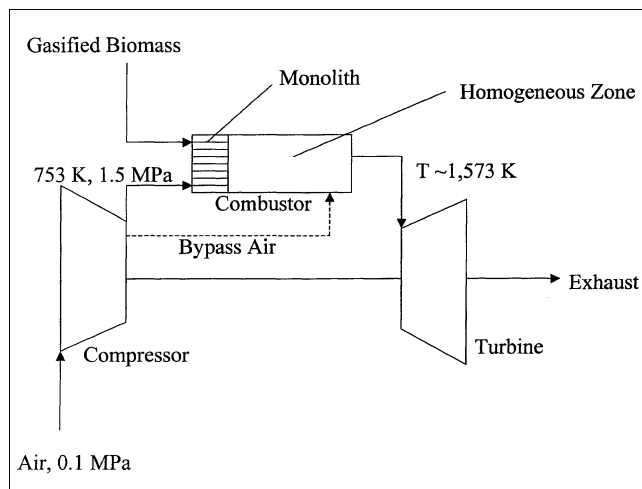 Gasified Biomass
Monolith
Homogeneous Zone
753 K, 1.5 MPa
T ~1,573 K
Combustor
Bypass Air
Exhaust
Compressor
Turbine
Air, 0.1 MPa